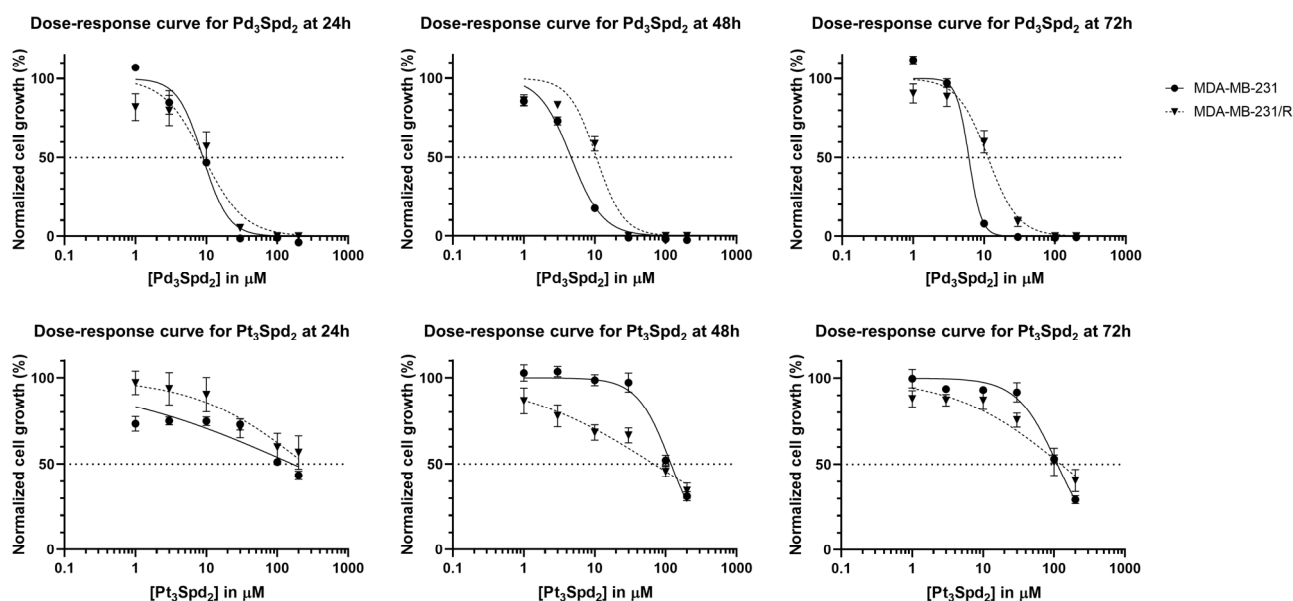 Dose-response curve for Pd₃Spd₂ at 24h
Normalized cell growth (%)
100
50
0
0.1 1 10 100 1000
[Pd₃Spd₂] in μM
Dose-response curve for Pd₃Spd₂ at 48h
Normalized cell growth (%)
100
50
0
0.1 1 10 100 1000
[Pd₃Spd₂] in μM
Dose-response curve for Pd₃Spd₂ at 72h
Normalized cell growth (%)
100
50
0
0.1 1 10 100 1000
[Pd₃Spd₂] in μM
MDA-MB-231
MDA-MB-231/R
Dose-response curve for Pt₃Spd₂ at 24h
Normalized cell growth (%)
100
50
0
0.1 1 10 100 1000
[Pt₃Spd₂] in μM
Dose-response curve for Pt₃Spd₂ at 48h
Normalized cell growth (%)
100
50
0
0.1 1 10 100 1000
[Pt₃Spd₂] in μM
Dose-response curve for Pt₃Spd₂ at 72h
Normalized cell growth (%)
100
50
0
0.1 1 10 100 1000
[Pt₃Spd₂] in μM